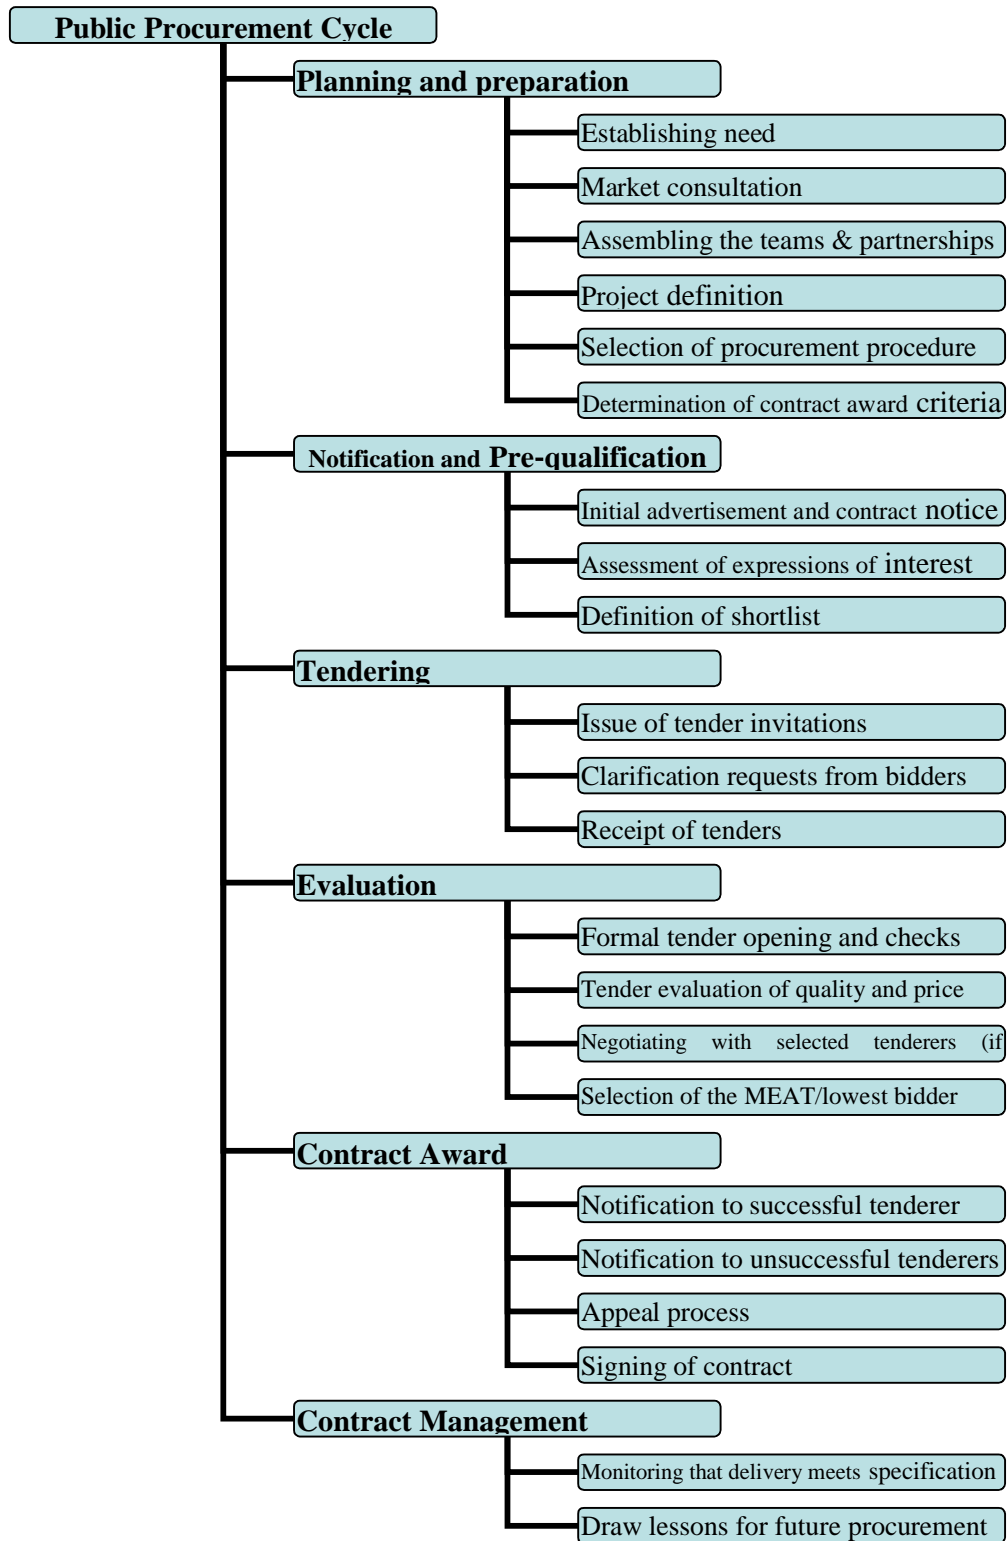 Public Procurement Cycle
Planning and preparation
Establishing need
Market consultation
Assembling the teams & partnerships
Project definition
Selection of procurement procedure
Determination of contract award criteria
Notification and Pre-qualification
Initial advertisement and contract notice
Assessment of expressions of interest
Definition of shortlist
Tendering
Issue of tender invitations
Clarification requests from bidders
Receipt of tenders
Evaluation
Formal tender opening and checks
Tender evaluation of quality and price
Negotiating with selected tenderers (if
Selection of the MEAT/lowest bidder
Contract Award
Notification to successful tenderer
Notification to unsuccessful tenderers
Appeal process
Signing of contract
Contract Management
Monitoring that delivery meets specification
Draw lessons for future procurement